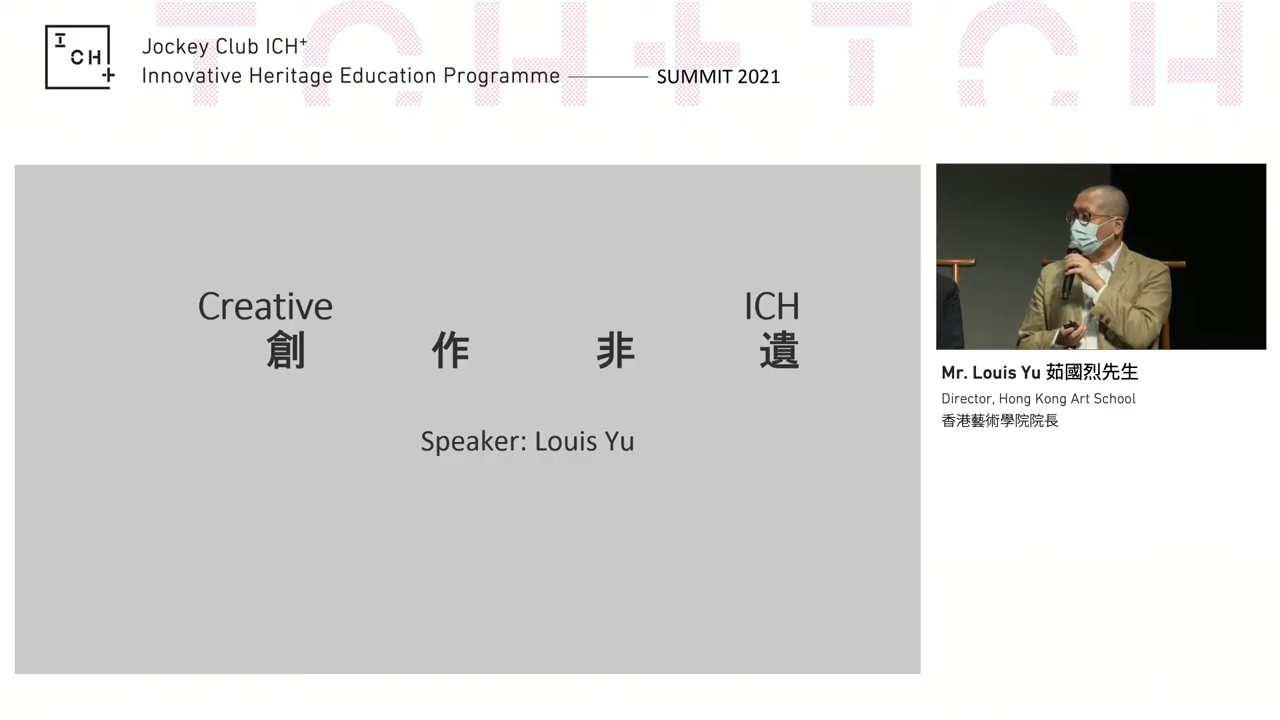 I
CH
+
Jockey Club ICH+
Innovative Heritage Education Programme SUMMIT 2021
ICH+ ICH
Creative ICH
創 作 非 遺
Speaker: Louis Yu
Mr. Louis Yu 茹國烈先生
Director, Hong Kong Art School
香港藝術學院院長